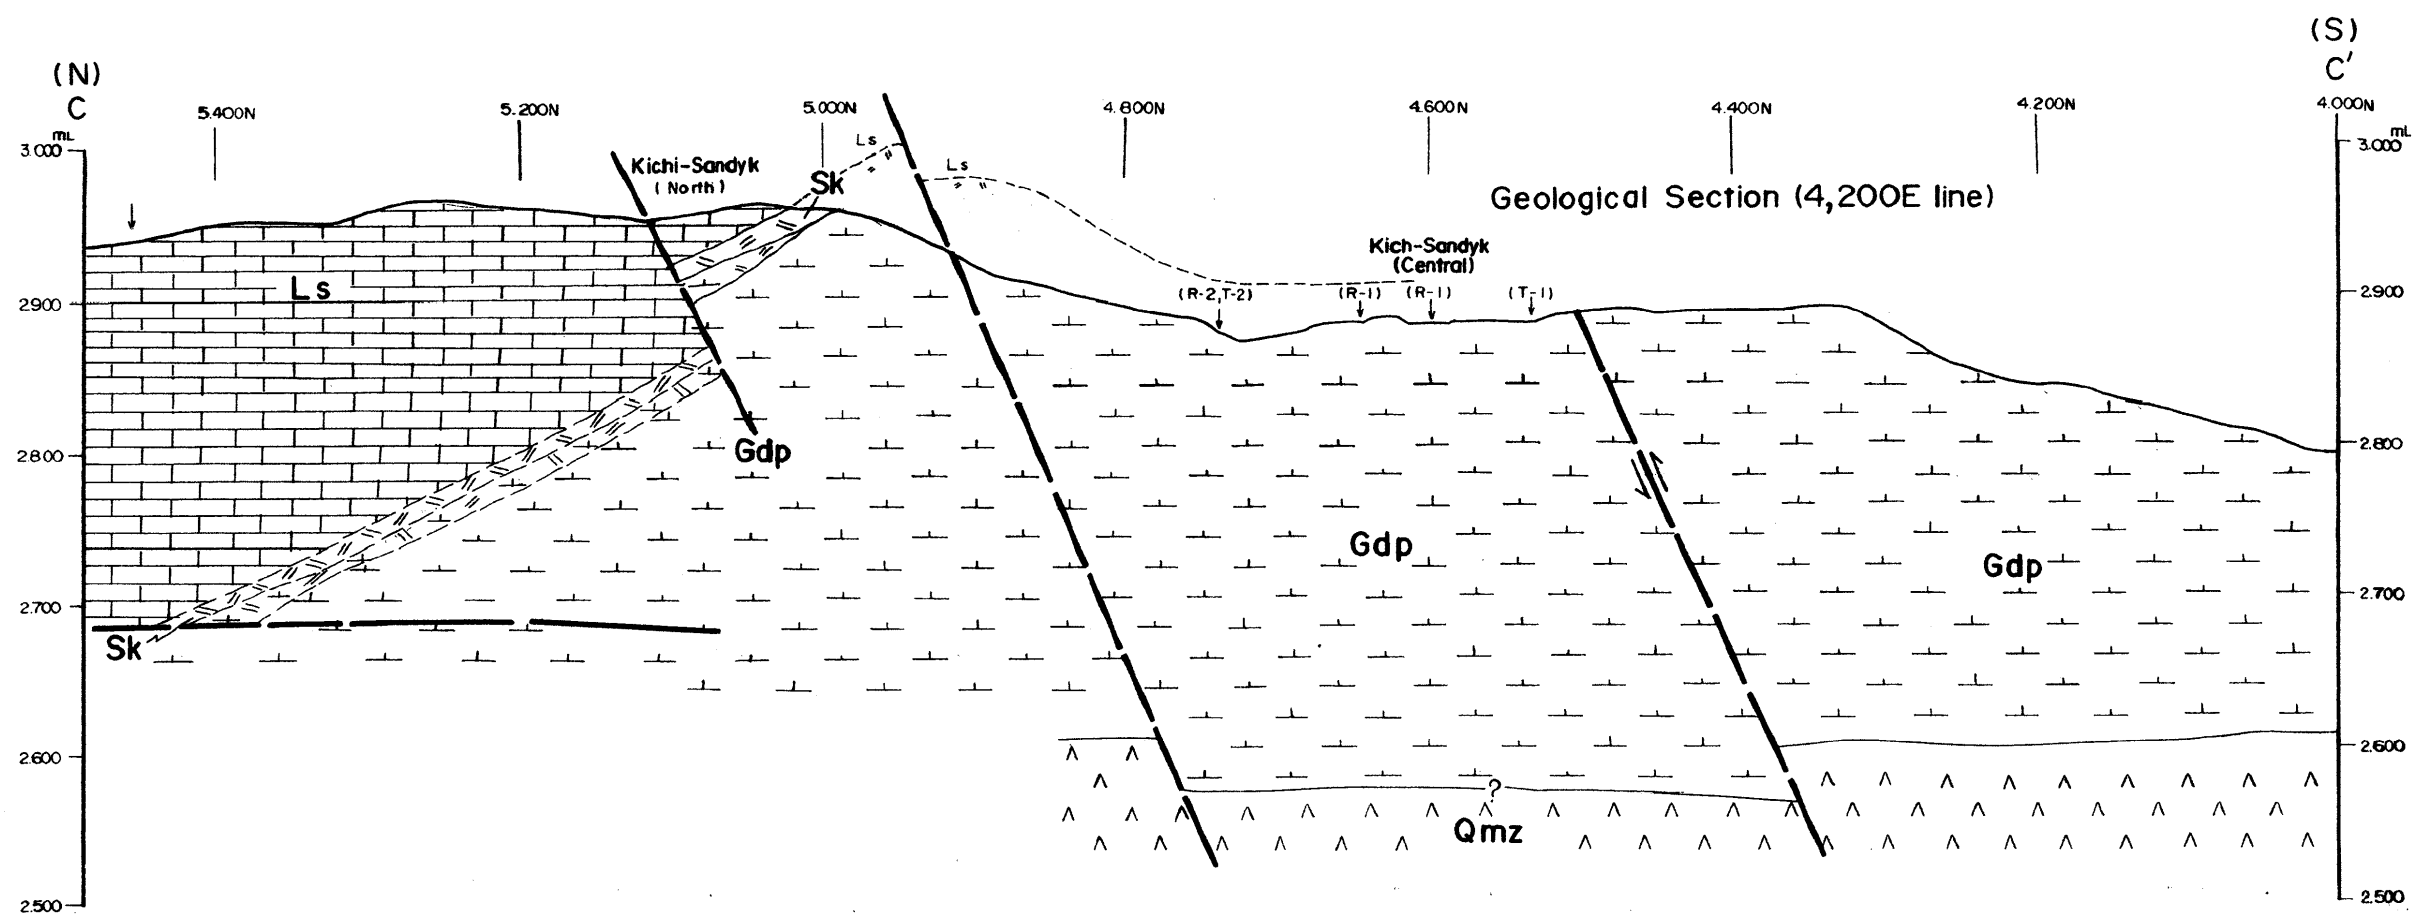 (N)
C
(S)
C'
5.400N
5.200N
5.000N
4.800N
4.600N
4.400N
4.200N
4.000N
mL
3.000
mL
3.000
Kichi-Sandyk
(North)
Sk
Ls
Ls
Geological Section (4,200E line)
Kich-Sandyk
(Central)
(R-2,T-2)
(R-1)
(R-1)
(T-1)
Ls
2.900
2.900
Gdp
2.800
2.800
Gdp
Gdp
2.700
2.700
Sk
2.600
2.600
?
Qmz
2.500
2.500